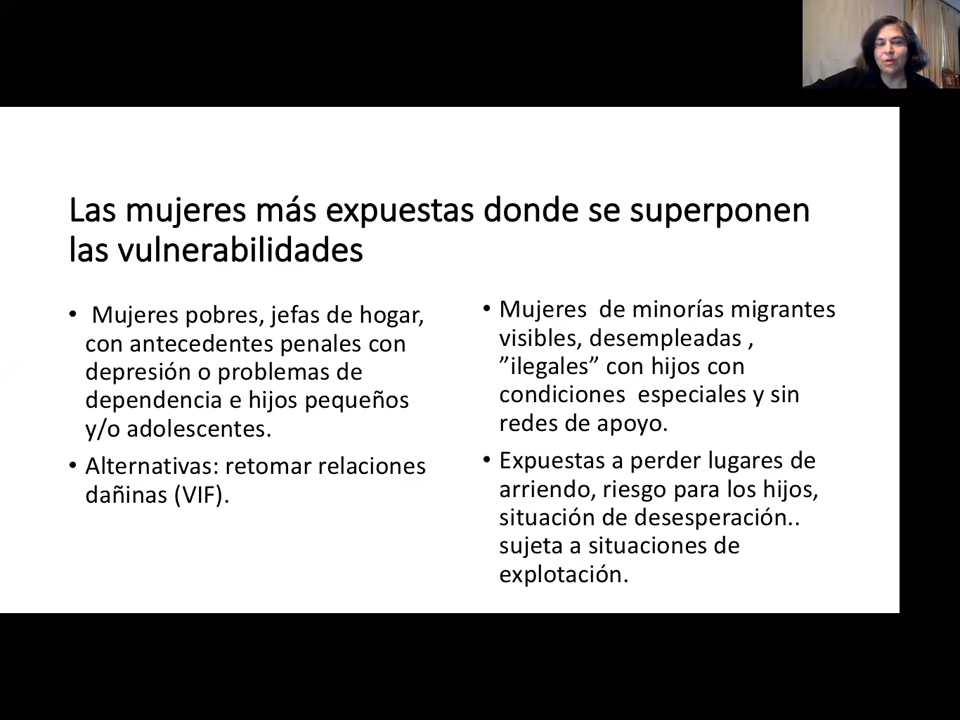 Las mujeres más expuestas donde se superponen
las vulnerabilidades
• Mujeres pobres, jefas de hogar,
con antecedentes penales con
depresión o problemas de
dependencia e hijos pequeños
y/o adolescentes.
• Alternativas: retomar relaciones
dañinas (VIF).
• Mujeres de minorías migrantes
visibles, desempleadas ,
”ilegales” con hijos con
condiciones especiales y sin
redes de apoyo.
• Expuestas a perder lugares de
arriendo, riesgo para los hijos,
situación de desesperación..
sujeta a situaciones de
explotación.